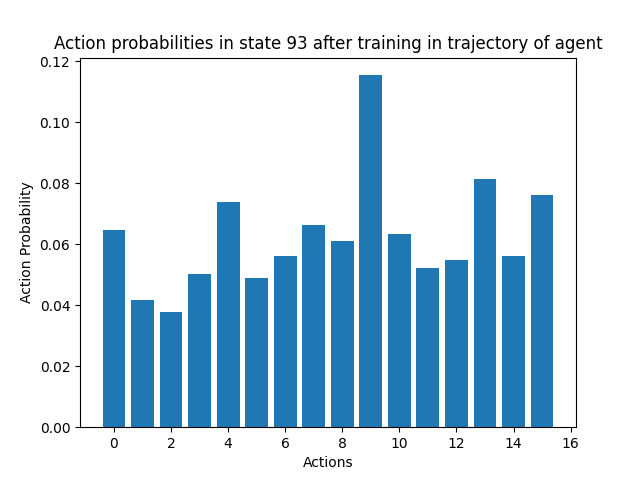 Action probabilities in state 93 after training in trajectory of agent
0.12
0.10
0.08
0.06
0.04
0.02
0.00
Action Probability
0 2 4 6 8 10 12 14 16
Actions